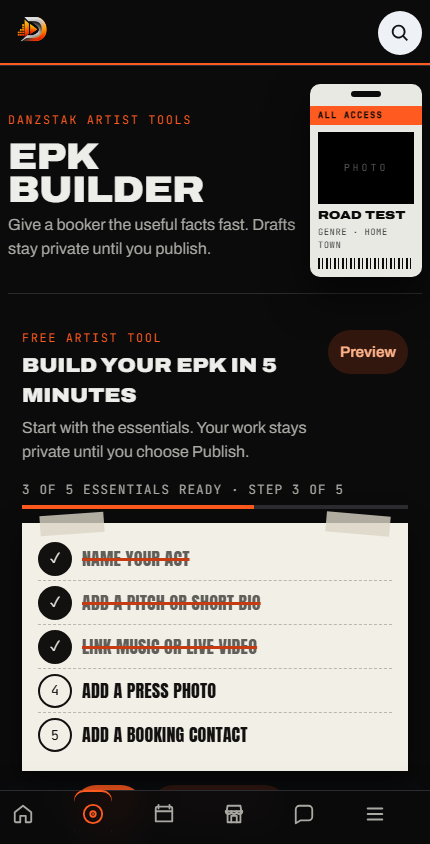 DANZSTAK ARTIST TOOLS
EPK
BUILDER
Give a booker the useful facts fast. Drafts
stay private until you publish.
ALL ACCESS
PHOTO
ROAD TEST
GENRE · HOME
TOWN
FREE ARTIST TOOL
BUILD YOUR EPK IN 5
MINUTES
Preview
Start with the essentials. Your work stays
private until you choose Publish.
3 OF 5 ESSENTIALS READY · STEP 3 OF 5
NAME YOUR ACT
ADD A PITCH OR SHORT BIO
LINK MUSIC OR LIVE VIDEO
4 ADD A PRESS PHOTO
5 ADD A BOOKING CONTACT